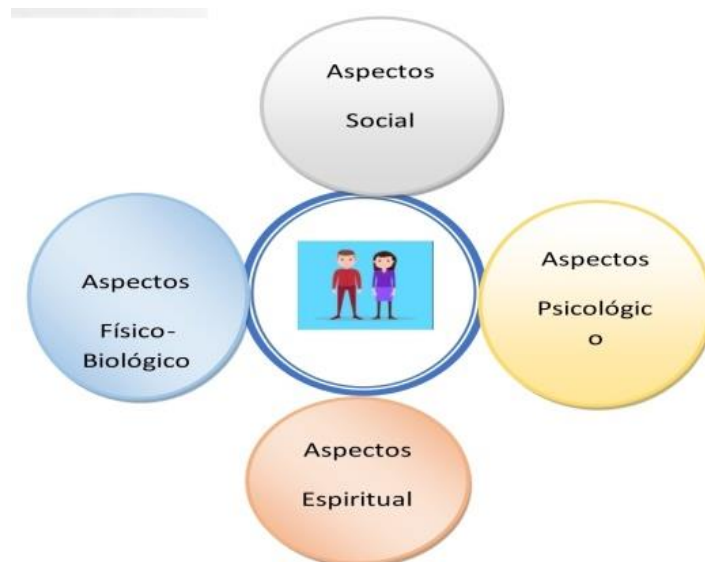 Aspectos
Social
Aspectos
Físico-
Biológico
Aspectos
Psicológic
o
Aspectos
Espiritual